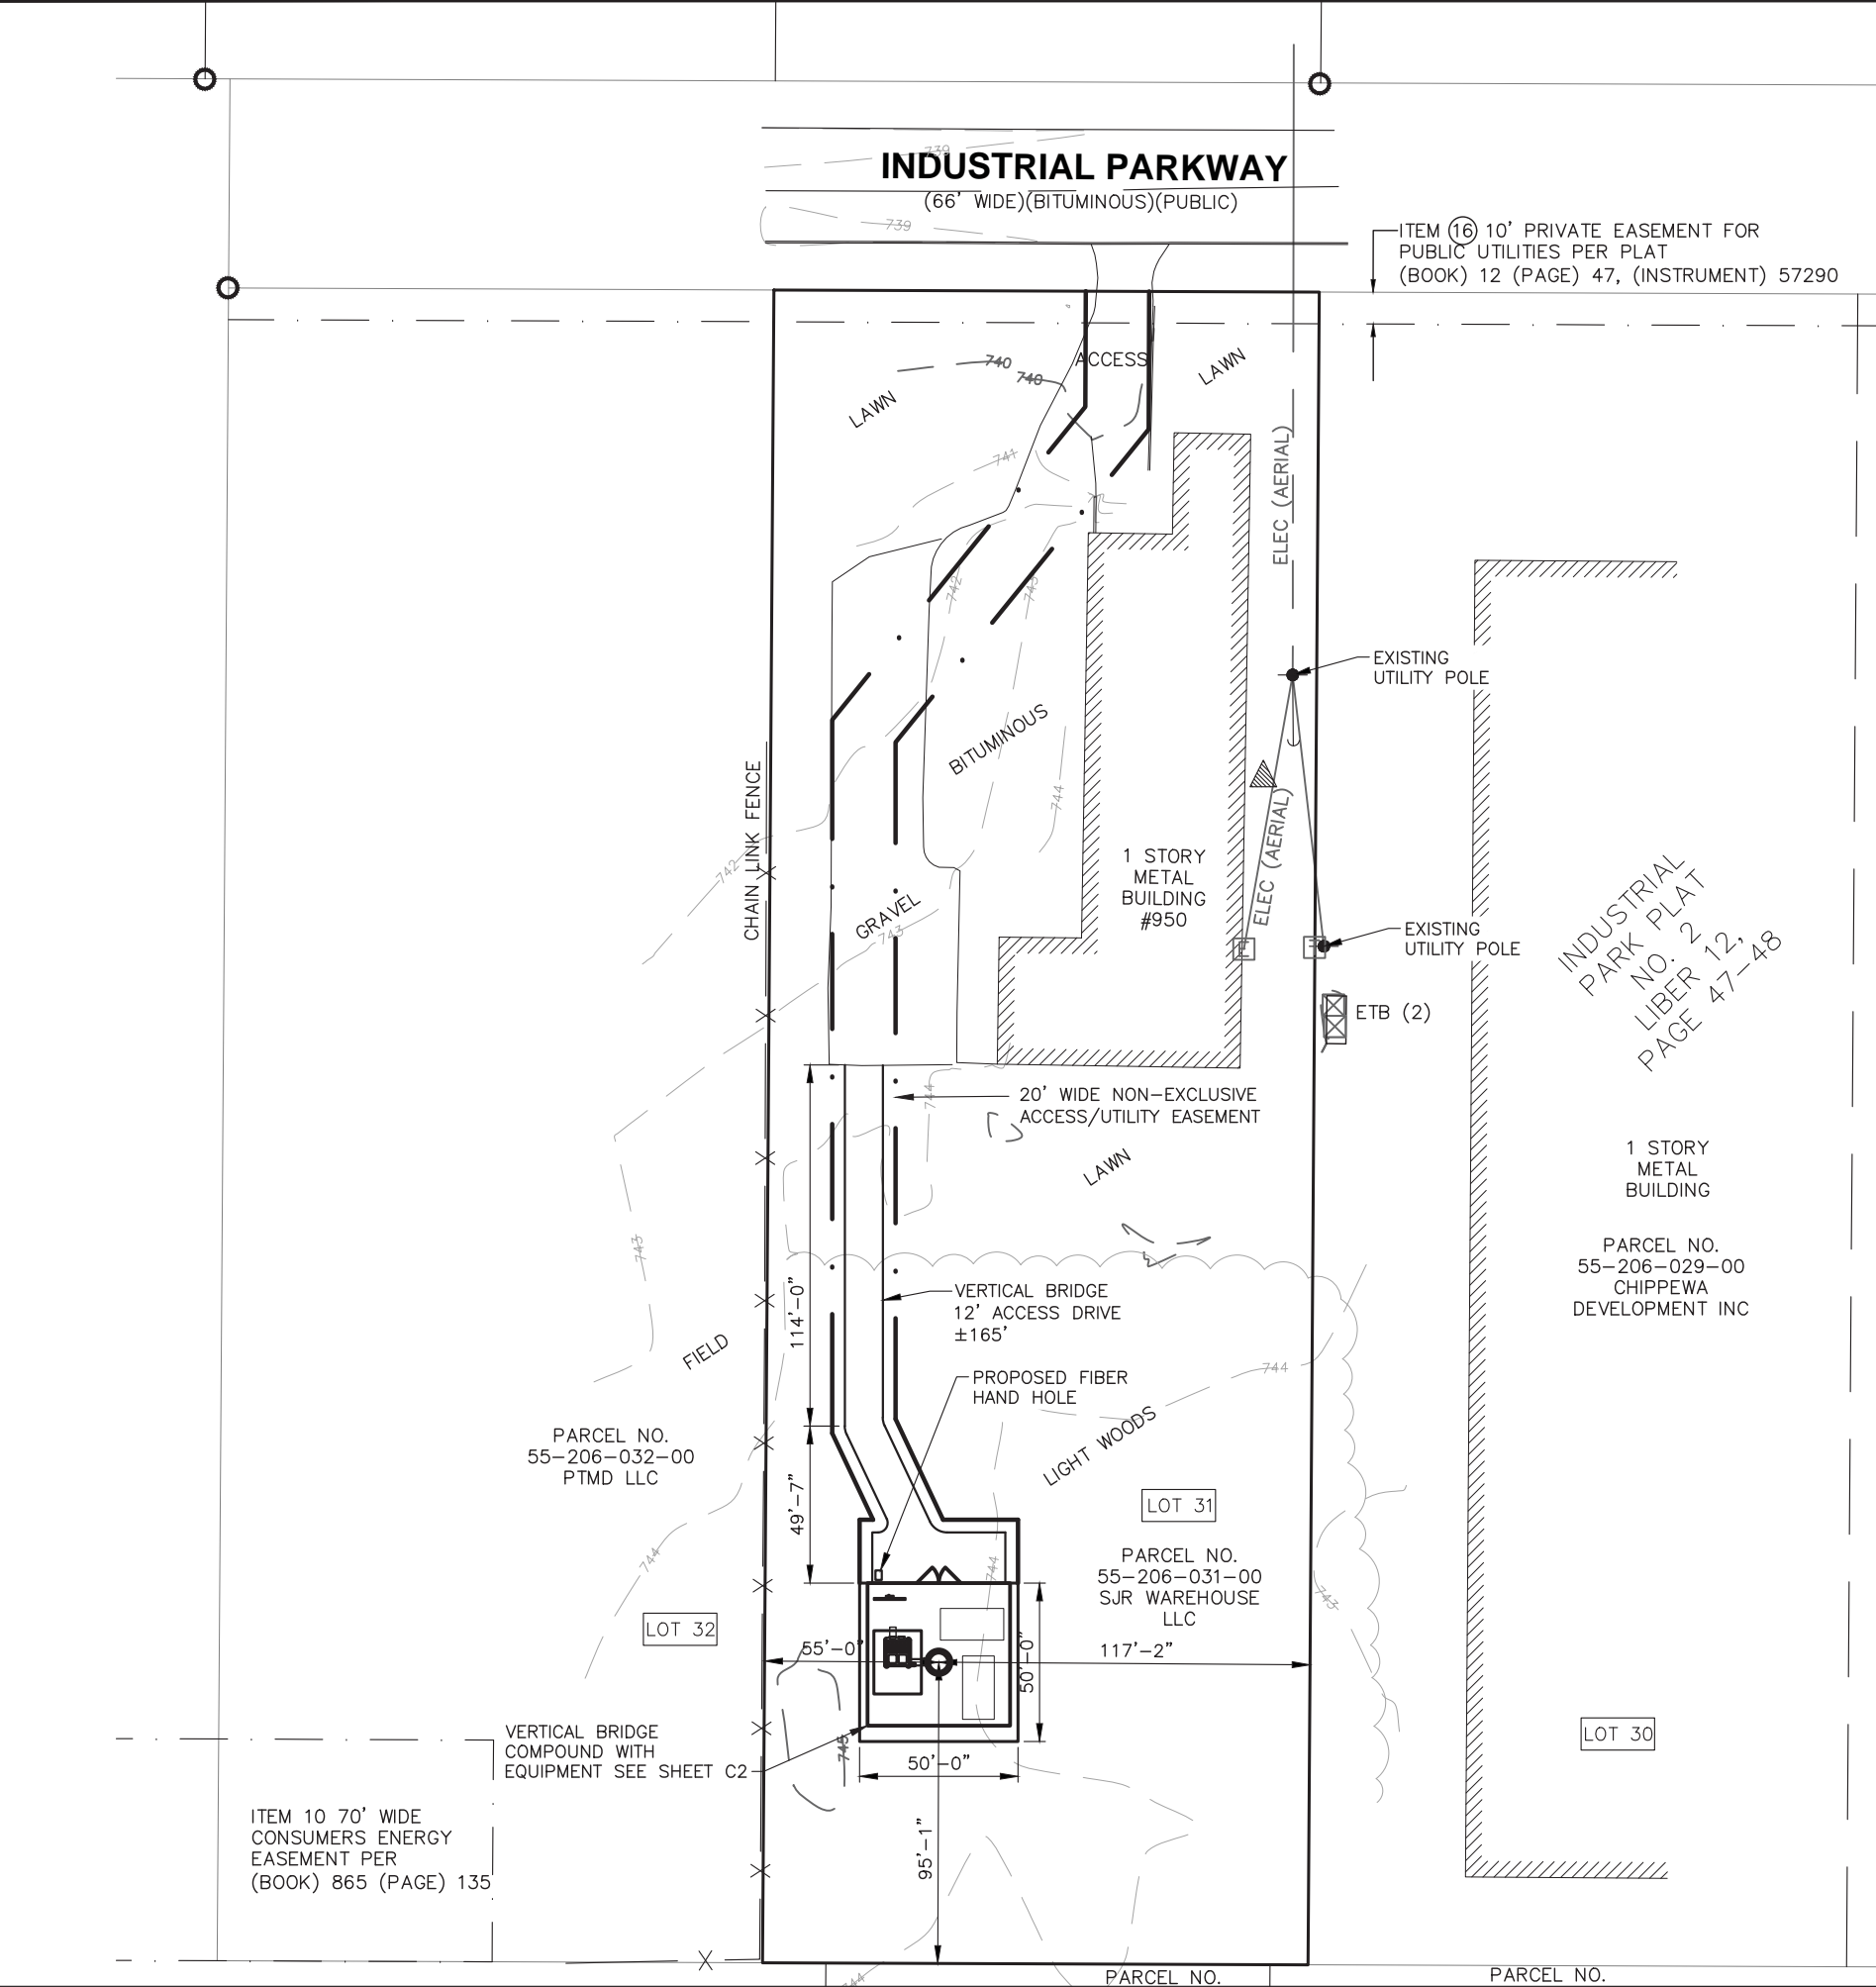 739
INDUSTRIAL PARKWAY
(66' WIDE)(BITUMINOUS)(PUBLIC)
739
ITEM 16 10' PRIVATE EASEMENT FOR
PUBLIC UTILITIES PER PLAT
(BOOK) 12 (PAGE) 47, (INSTRUMENT) 57290
ACCESS
LAWN
740
740
LAWN
741
ELEC (AERIAL)
742
743
EXISTING
UTILITY POLE
BITUMINOUS
CHAIN LINK FENCE
744
ELEC (AERIAL)
1 STORY
METAL
BUILDING
#950
742
GRAVEL
743
E
EXISTING
UTILITY POLE
INDUSTRIAL
PARK PLAT
NO. 2
LIBER 12,
PAGE 47-48
ETB (2)
744
20' WIDE NON-EXCLUSIVE
ACCESS/UTILITY EASEMENT
LAWN
1 STORY
METAL
BUILDING
743
PARCEL NO.
55-206-029-00
CHIPPEWA
DEVELOPMENT INC
114'-0"
VERTICAL BRIDGE
12' ACCESS DRIVE
±165'
FIELD
744
PROPOSED FIBER
HAND HOLE
LIGHT WOODS
PARCEL NO.
55-206-032-00
PTMD LLC
49'-7"
LOT 31
744
744
PARCEL NO.
55-206-031-00
SJR WAREHOUSE
LLC
743
LOT 32
55'-0"
50'-0"
117'-2"
VERTICAL BRIDGE
COMPOUND WITH
EQUIPMENT SEE SHEET C2
745
50'-0"
LOT 30
ITEM 10 70' WIDE
CONSUMERS ENERGY
EASEMENT PER
(BOOK) 865 (PAGE) 135
95'-1"
744
PARCEL NO.
PARCEL NO.